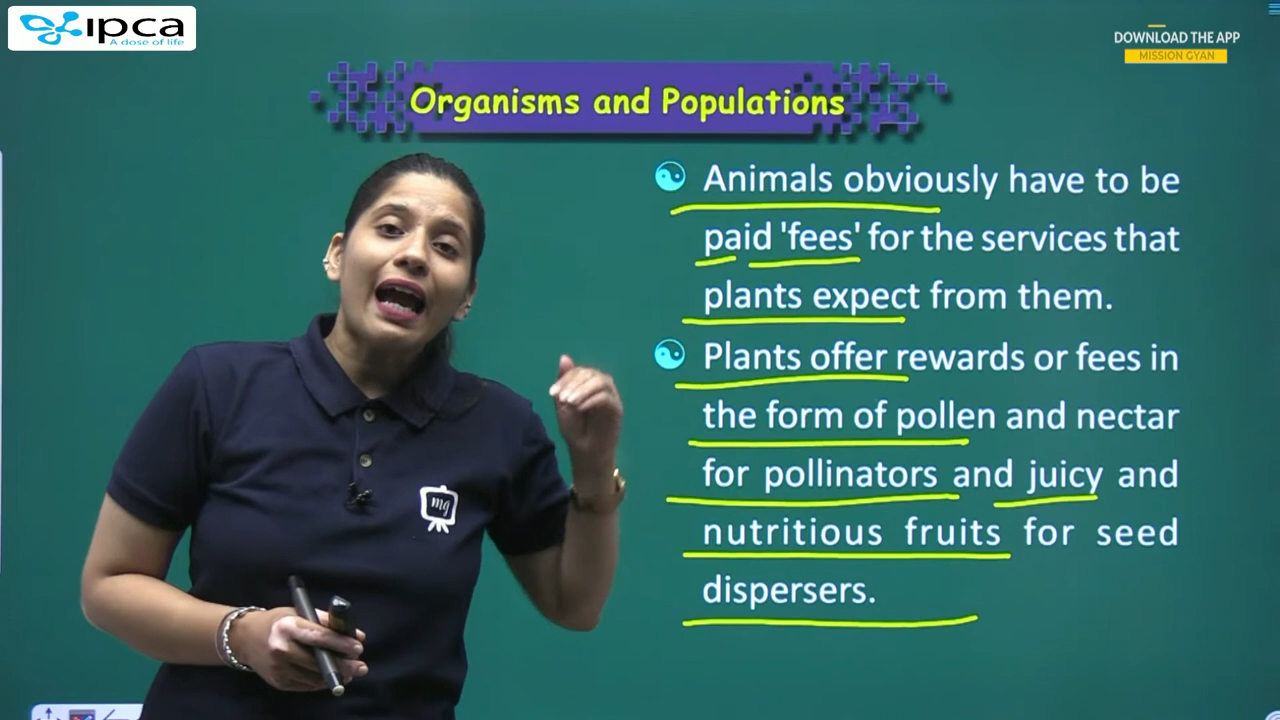 ipca
A dose of life
DOWNLOAD THE APP
MISSION GYAN
Organisms and Populations
Animals obviously have to be
paid 'fees' for the services that
plants expect from them.
Plants offer rewards or fees in
the form of pollen and nectar
for pollinators and juicy and
nutritious fruits for seed
dispersers.
mg